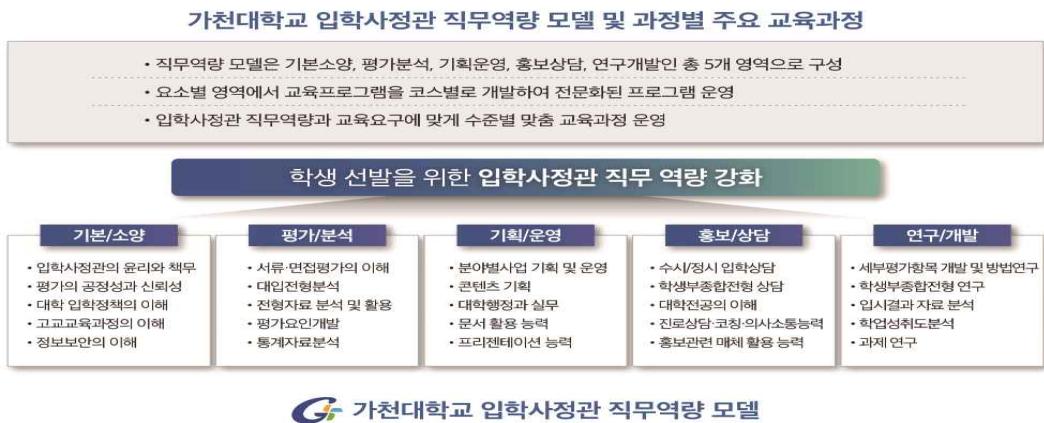 가천대학교 입학사정관 직무역량 모델 및 과정별 주요 교육과정
• 직무역량 모델은 기본소양, 평가분석, 기획운영, 홍보상담, 연구개발인 총 5개 영역으로 구성
• 요소별 영역에서 교육프로그램을 코스별로 개발하여 전문화된 프로그램 운영
• 입학사정관 직무역량과 교육요구에 맞게 수준별 맞춤 교육과정 운영
학생 선발을 위한 입학사정관 직무 역량 강화
기본/소양
• 입학사정관의 윤리와 책무
• 평가의 공정성과 신뢰성
• 대학 입학정책의 이해
• 고교교육과정의 이해
• 정보보안의 이해
평가/분석
• 서류·면접평가의 이해
• 대입전형분석
• 전형자료 분석 및 활용
• 평가요인개발
• 통계자료분석
기획/운영
• 분야별사업 기획 및 운영
• 콘텐츠 기획
• 대학행정과 실무
• 문서 활용 능력
• 프리젠테이션 능력
홍보/상담
• 수시/정시 입학상담
• 학생부종합전형 상담
• 대학전공의 이해
• 진로상담·코칭·의사소통능력
• 홍보관련 매체 활용 능력
연구/개발
• 세부평가항목 개발 및 방법연구
• 학생부종합전형 연구
• 입시결과 자료 분석
• 학업성취도분석
• 과제 연구
가천대학교 입학사정관 직무역량 모델